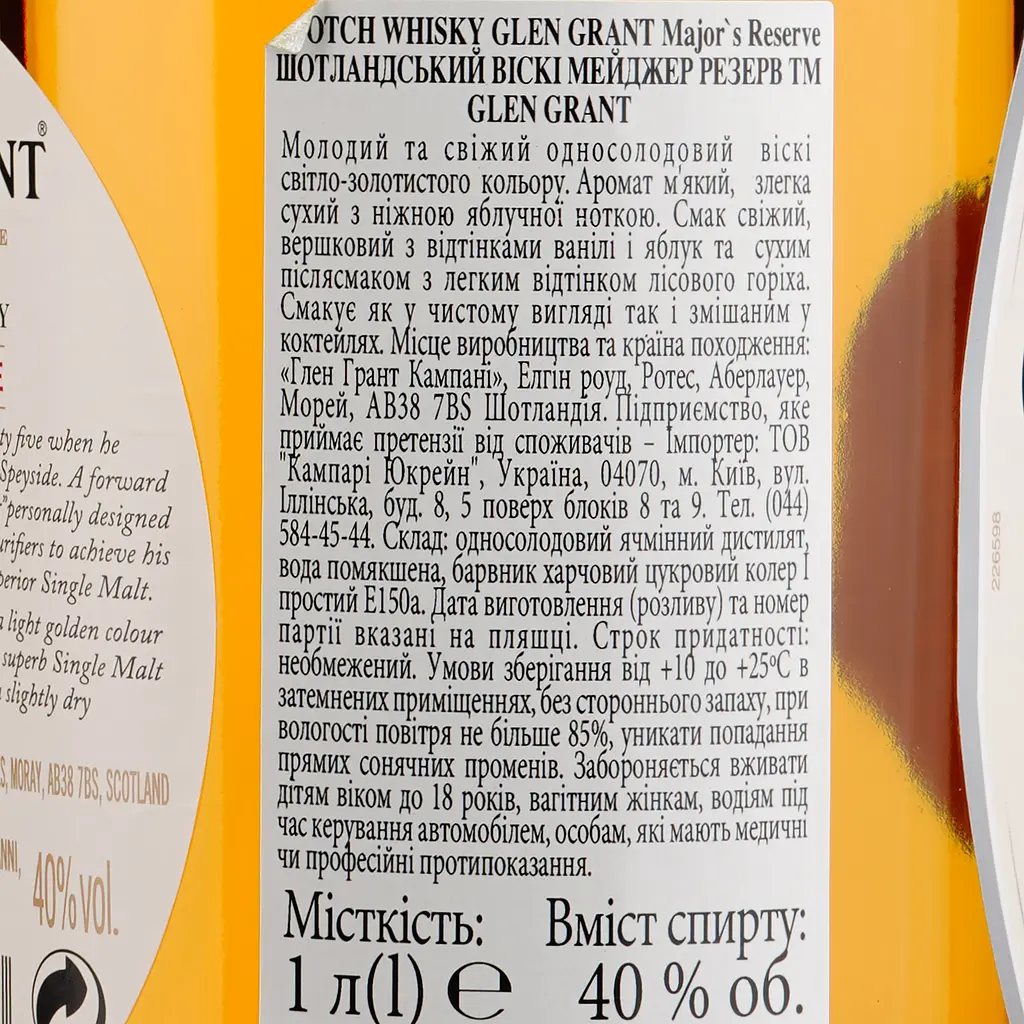 OTCH WHISKY GLEN GRANT Major`s Reserve
ШОТЛАНДСЬКИЙ ВІСКІ МЕЙДЖЕР РЕЗЕРВ ТМ
GLEN GRANT
Молодий та свіжий односолодовий віскі
світло-золотистого кольору. Аромат м'який, злегка
сухий з ніжною яблучної ноткою. Смак свіжий,
вершковий з відтінками ванілі і яблук та сухим
післясмаком з легким відтінком лісового горіха.
Смакує як у чистому вигляді так і змішаним у
коктейлях. Місце виробництва та країна походження:
«Глен Грант Кампані», Елгін роуд, Ротес, Аберлауер,
Морей, AB38 7BS Шотландія. Підприємство, яке
приймає претензії від споживачів – Імпортер: ТОВ
"Кампарі Юкрейн", Україна, 04070, м. Київ, вул.
Іллінська, буд. 8, 5 поверх блоків 8 та 9. Тел. (044)
584-45-44. Склад: односолодовий ячмінний дистилят,
вода помякшена, барвник харчовий цукровий колер І
простий Е150а. Дата виготовлення (розливу) та номер
партії вказані на пляшці. Строк придатності:
необмежений. Умови зберігання від +10 до +25ºС в
затемнених приміщеннях, без стороннього запаху, при
вологості повітря не більше 85%, уникати попадання
прямих сонячних променів. Забороняється вживати
дітям віком до 18 років, вагітним жінкам, водіям під
час керування автомобілем, особам, які мають медичні
чи професійні протипоказання.
Місткість: Вміст спирту:
1 л(l) ℮ 40 % об.
NT®
E
Y
E
ty five when he
Speyside. A forward
personally designed
urifiers to achieve his
perior Single Malt.
a light golden colour
superb Single Malt
slightly dry
S, MORAY, AB38 7BS, SCOTLAND
NNI,
40%vol.
226598